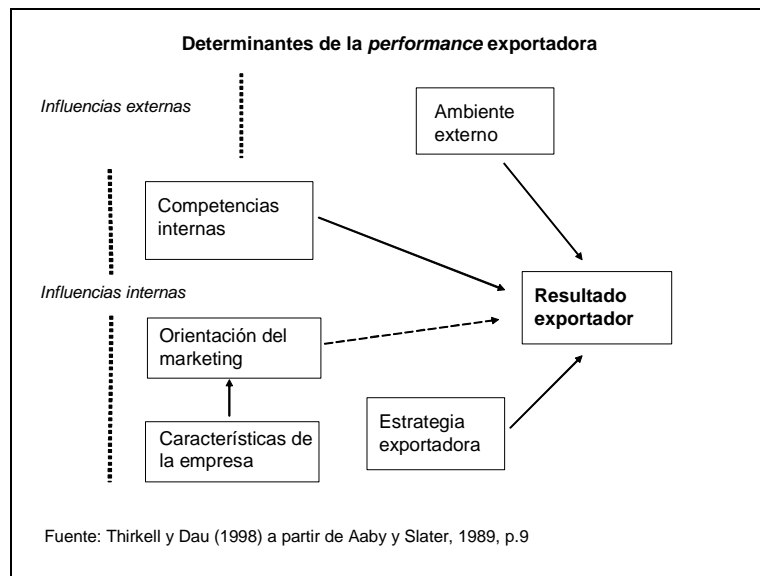 Determinantes de la performance exportadora
Influencias externas
Ambiente
externo
Competencias
internas
Influencias internas
Resultado
exportador
Orientación del
marketing
Estrategia
exportadora
Características de
la empresa
Fuente: Thirkell y Dau (1998) a partir de Aaby y Slater, 1989, p.9